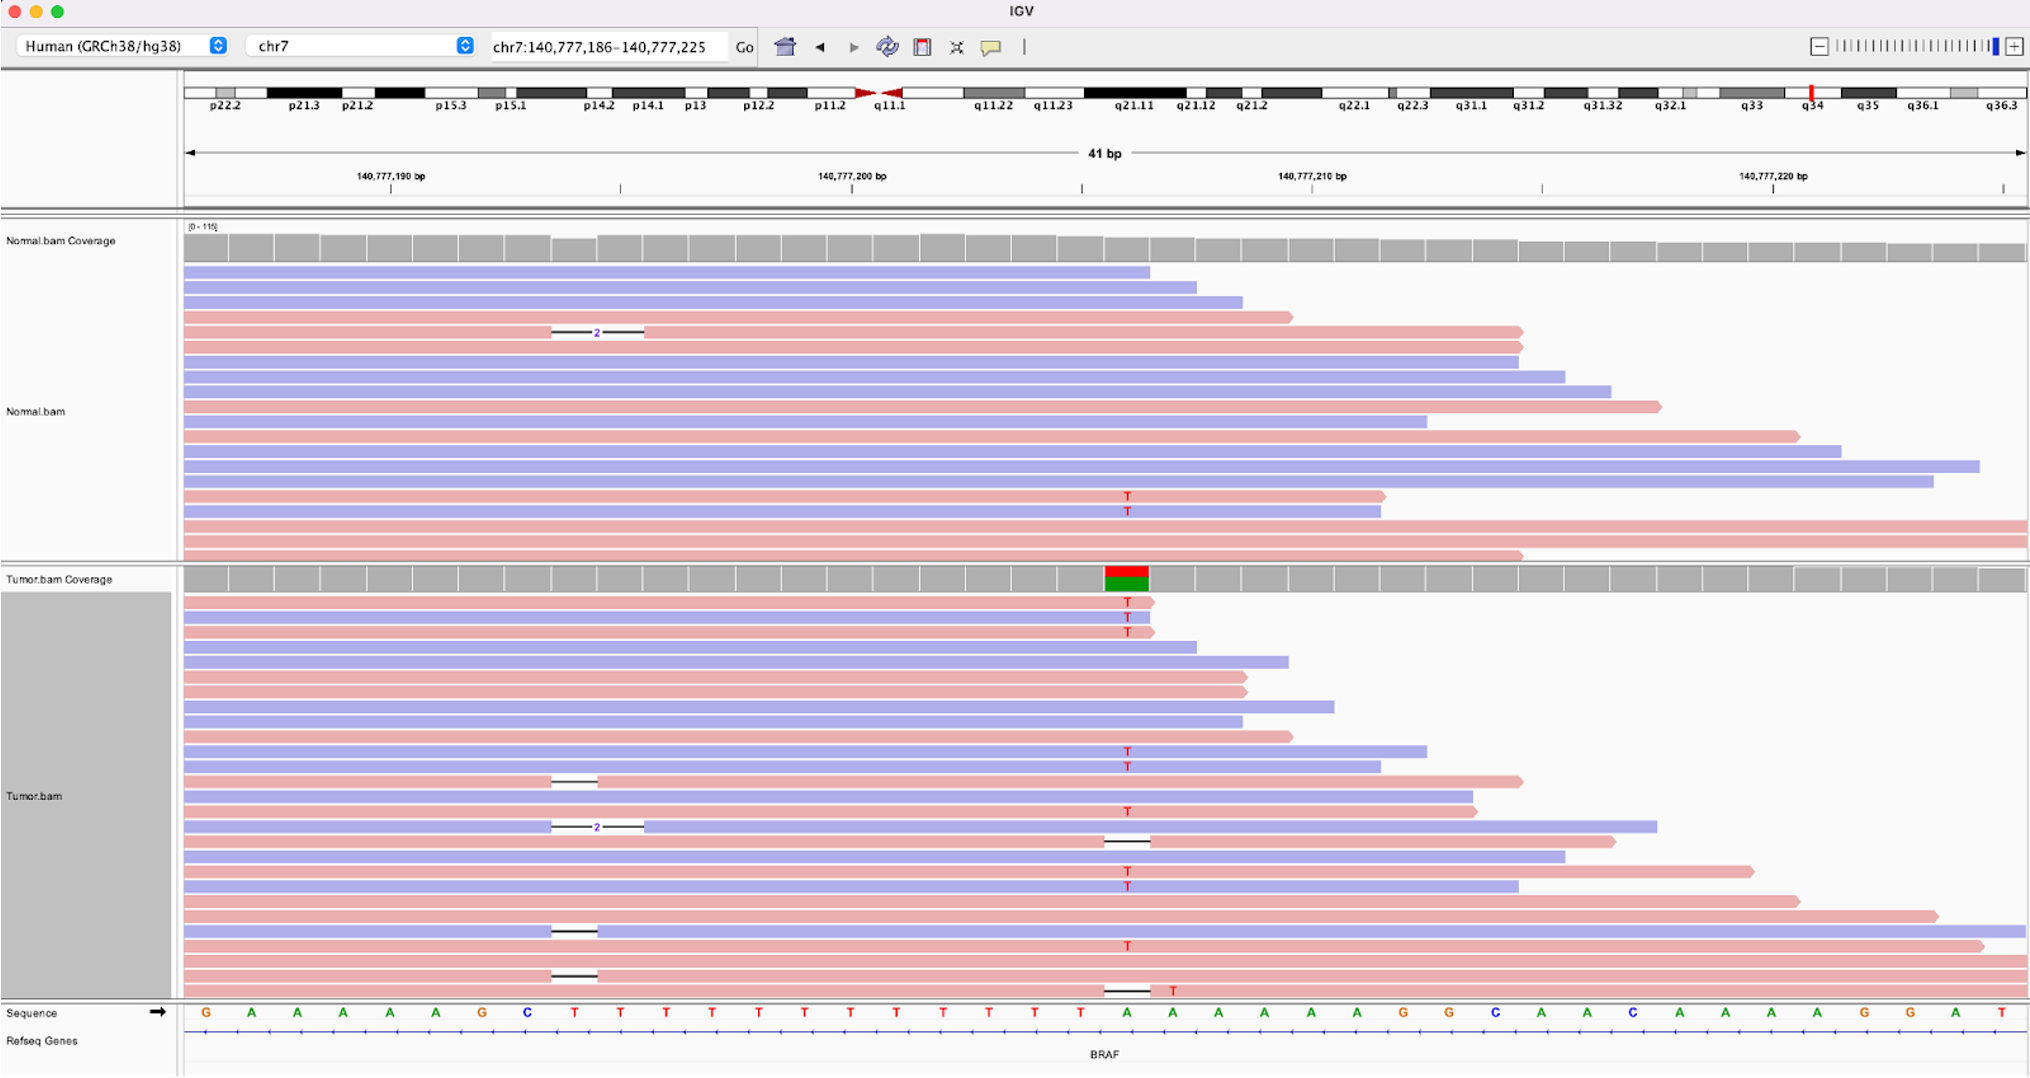 IGV
Human (GRCh38/hg38) chr7 chr7:140,777,186-140,777,225 Go
p22.2 p21.3 p21.2 p15.3 p15.1 p14.2 p14.1 p13 p12.2 p11.2 q11.1 q11.22 q11.23 q21.11 q21.12 q21.2 q22.1 q22.3 q31.1 q31.2 q31.32 q32.1 q33 q34 q35 q36.1 q36.3
41 bp
140,777,190 bp 140,777,200 bp 140,777,210 bp 140,777,220 bp
[0 - 115]
Normal.bam Coverage
2
Normal.bam
T
T
Tumor.bam Coverage
T
T
T
T
T
Tumor.bam
T
2
T
T
T
T
Sequence G A A A A A G C T T T T T T T T T T T T A A A A A A G G C A A C A A A A G G A T
Refseq Genes
BRAF